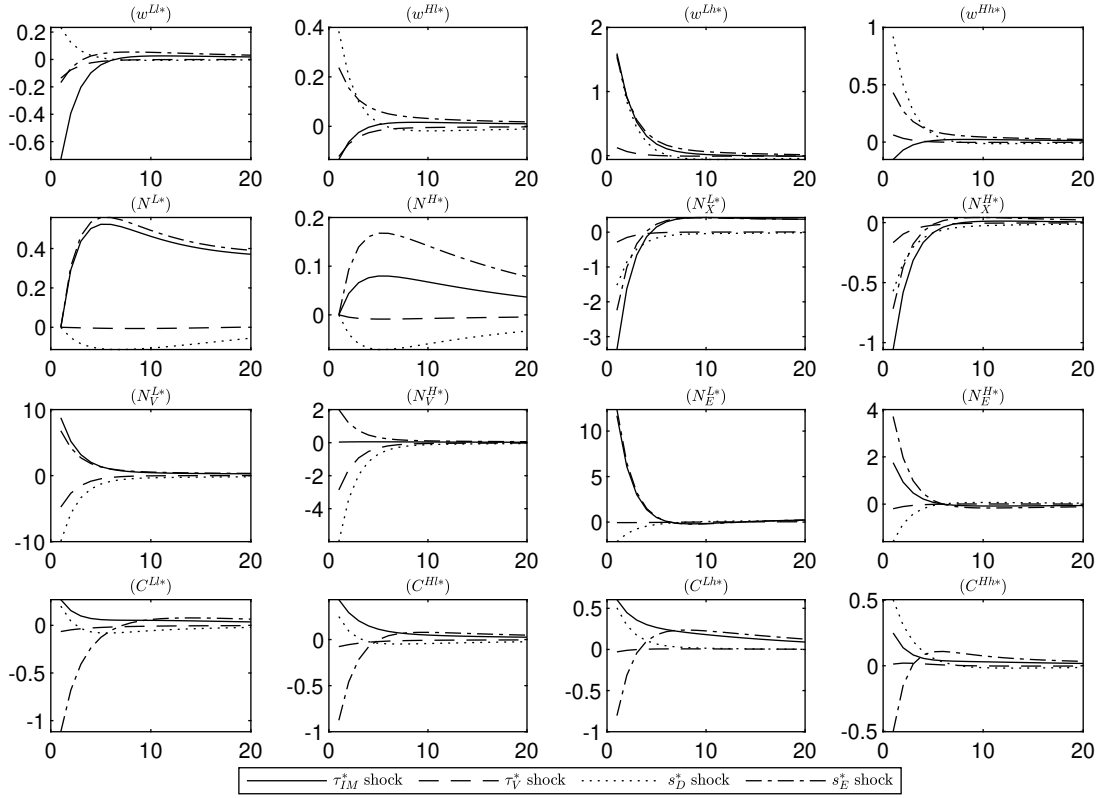 (w^{Ll*}) (w^{Hl*}) (w^{Lh*}) (w^{Hh*})
0.2 0.4 2 1
0
-0.2 0.2 1 0.5
-0.4
-0.6 0 0 0
0 10 20 0 10 20 0 10 20 0 10 20
(N^{L*}) (N^{H*}) (N_X^{L*}) (N_X^{H*})
0.4 0.2 0 0
0.2 0.1 -1 -0.5
0 0 -2 -1
-3
0 10 20 0 10 20 0 10 20 0 10 20
(N_V^{L*}) (N_V^{H*}) (N_E^{L*}) (N_E^{H*})
10 2 10 4
0 0 5 2
-2
-10 -4 0 0
0 10 20 0 10 20 0 10 20 0 10 20
(C^{Ll*}) (C^{Hl*}) (C^{Lh*}) (C^{Hh*})
0 0 0.5 0.5
-0.5 -0.5 0 0
-0.5
-1 -1 -1 -0.5
0 10 20 0 10 20 0 10 20 0 10 20
τ*_{IM} shock τ*_V shock s*_D shock s*_E shock